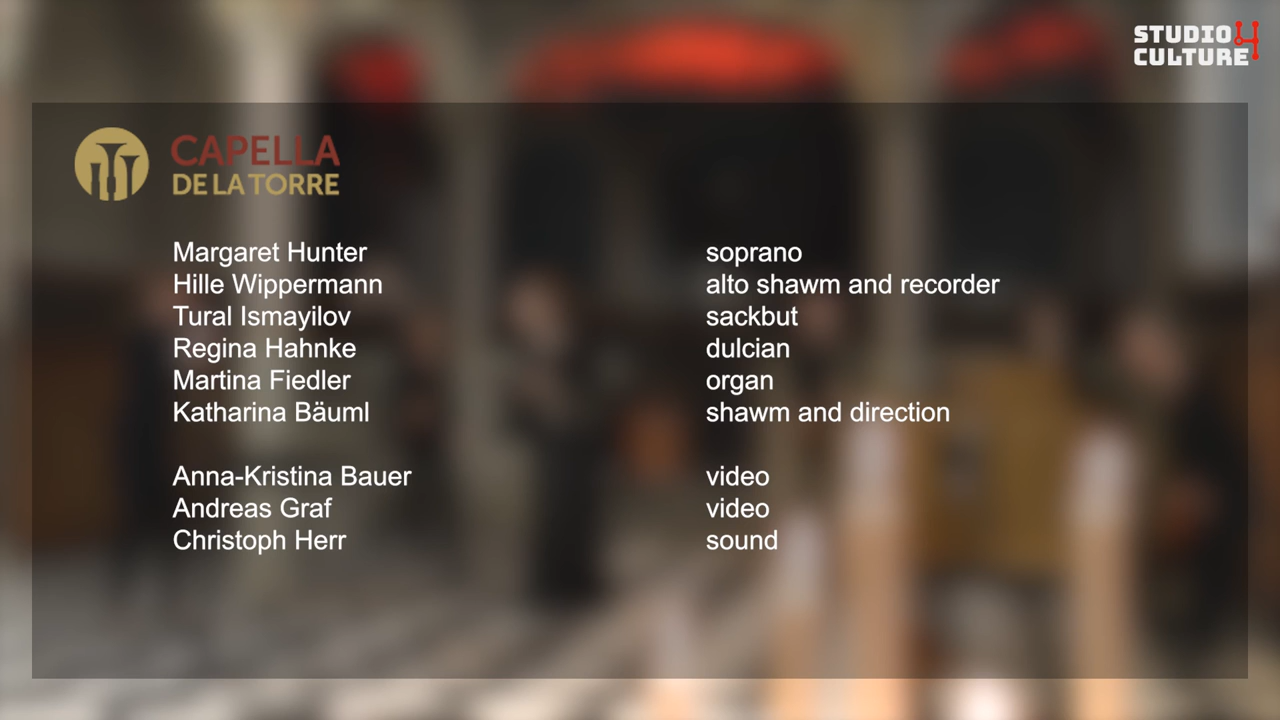 STUDIO4
CULTURE
CAPELLA
DE LA TORRE
Margaret Hunter soprano
Hille Wippermann alto shawm and recorder
Tural Ismayilov sackbut
Regina Hahnke dulcian
Martina Fiedler organ
Katharina Bäuml shawm and direction
Anna-Kristina Bauer video
Andreas Graf video
Christoph Herr sound